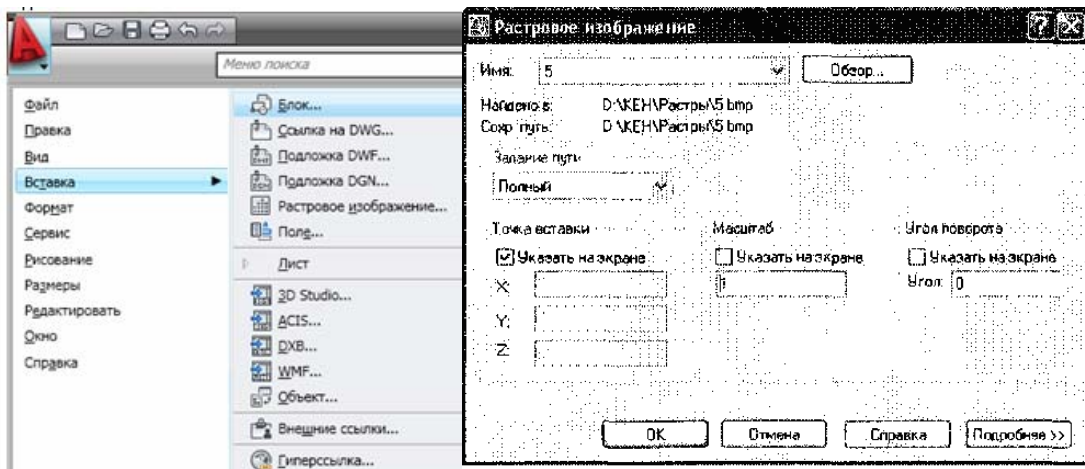 Меню поиска
Файл
Правка
Вид
Вставка
Формат
Сервис
Рисование
Размеры
Редактировать
Окно
Справка
Блок...
Ссылка на DWG...
Подложка DWF...
Подложка DGN...
Растровое изображение...
Поле...
Лист
3D Studio...
ACIS...
DXB...
WMF...
Объект...
Внешние ссылки...
Гиперссылка...
Растровое изображение
Имя: 5 Обзор...
Найдено в: D:\КЕН\Растры\5 bmp
Сохр путь: D:\КЕН\Растры\5 bmp
Задание пути
Полный
Точка вставки Масштаб Угол поворота
Указать на экране Указать на экране Указать на экране
X: 1 Угол: 0
Y:
Z:
OK Отмена Справка Подробнее >>